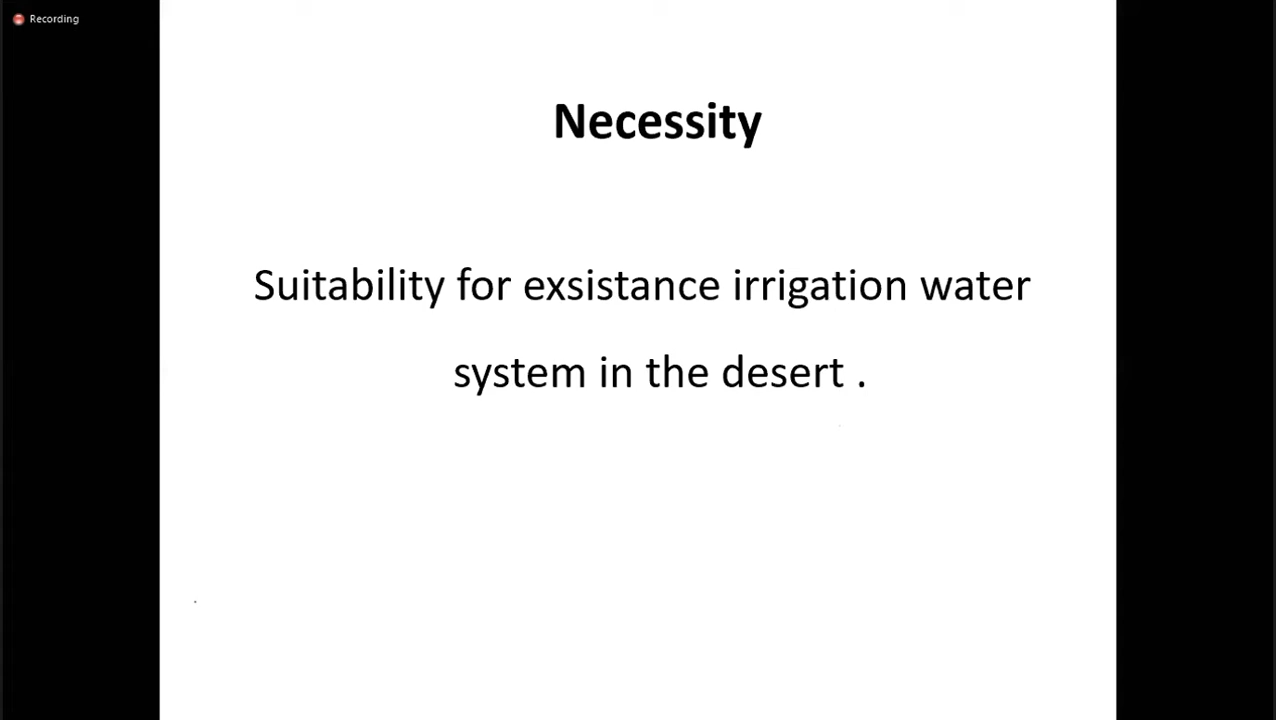 Recording
Necessity
Suitability for exsistance irrigation water
system in the desert .